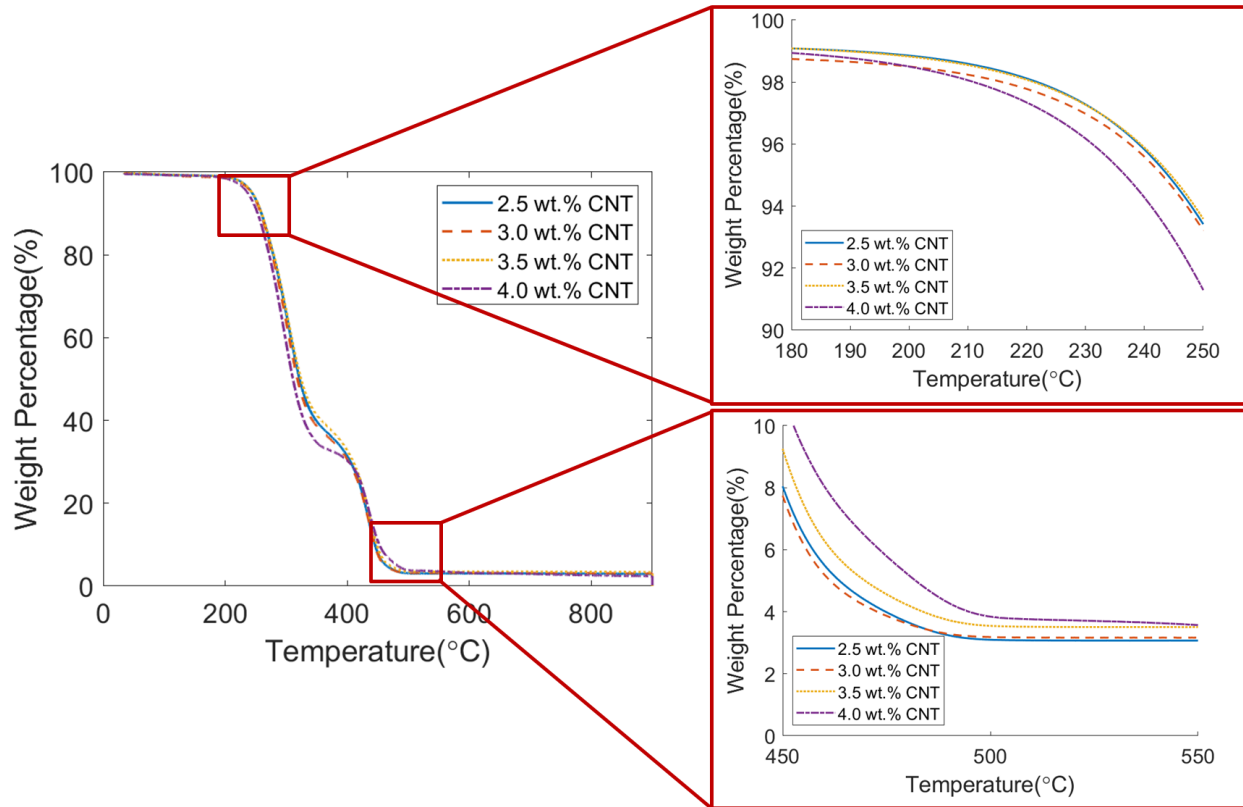 100
80
60
40
20
0
0
200
400
600
800
Weight Percentage(%)
Temperature(°C)
2.5 wt.% CNT
3.0 wt.% CNT
3.5 wt.% CNT
4.0 wt.% CNT
100
99
98
96
94
92
90
180
190
200
210
220
230
240
250
Weight Percentage(%)
Temperature(°C)
2.5 wt.% CNT
3.0 wt.% CNT
3.5 wt.% CNT
4.0 wt.% CNT
10
8
6
4
2
0
450
500
550
Weight Percentage(%)
Temperature(°C)
2.5 wt.% CNT
3.0 wt.% CNT
3.5 wt.% CNT
4.0 wt.% CNT